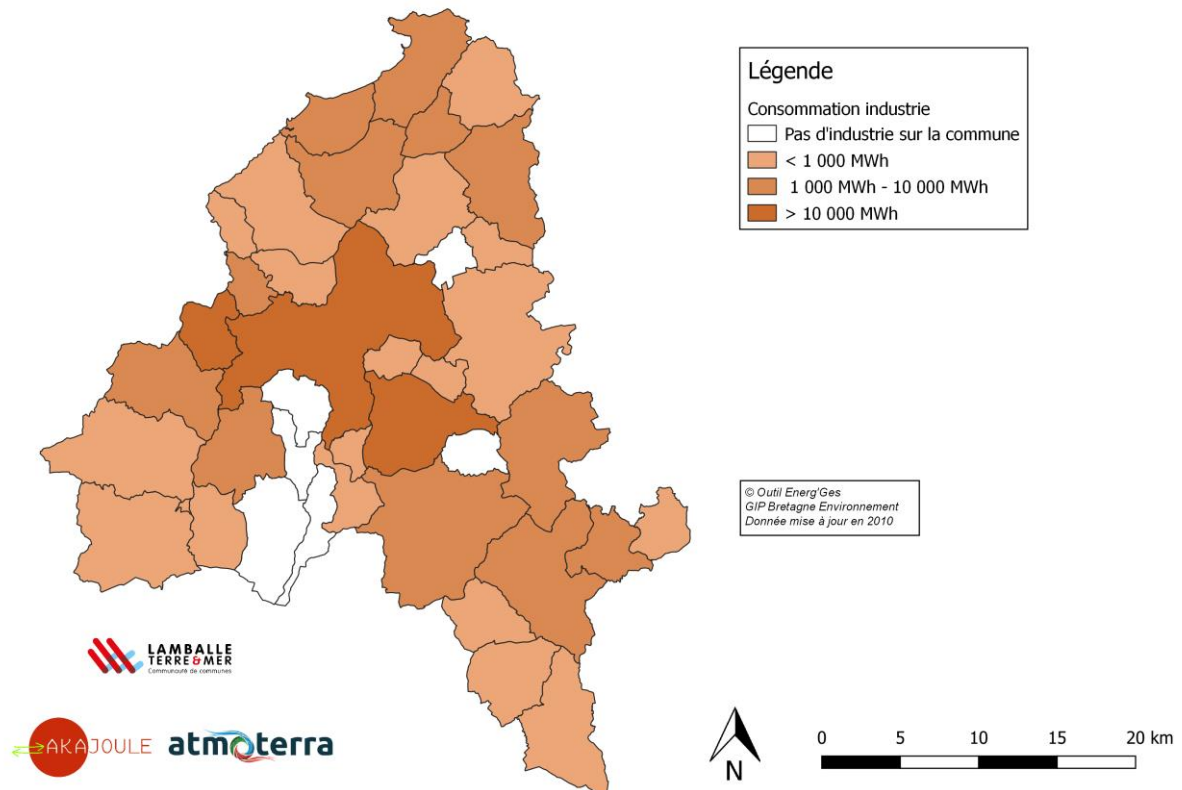 Légende
Consommation industrie
Pas d'industrie sur la commune
< 1 000 MWh
1 000 MWh - 10 000 MWh
> 10 000 MWh
© Outil Energ'Ges
GIP Bretagne Environnement
Donnée mise à jour en 2010
LAMBALLE
TERRE & MER
Communauté de communes
AKAJOULE
atmoterra
N
0 5 10 15 20 km